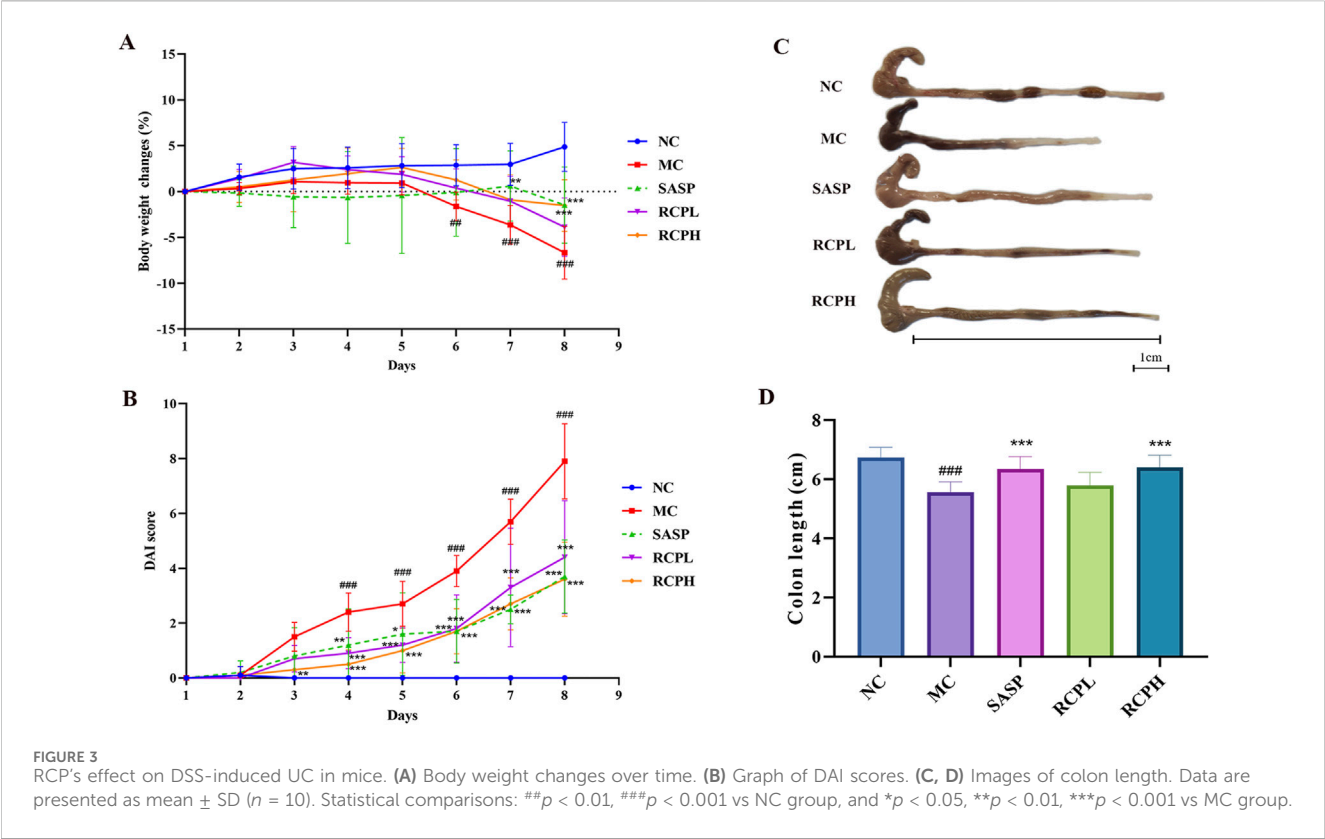 A
Body weight changes (%)
15
10
5
0
-5
-10
-15
1 2 3 4 5 6 7 8 9
Days
** *** ***
## ### ###
NC
MC
SASP
RCPL
RCPH
B
DAI score
10
8
6
4
2
0
1 2 3 4 5 6 7 8 9
Days
### ### ### ### ###
** ** *** *** * *** *** *** *** *** *** *** *** *** *** ***
NC
MC
SASP
RCPL
RCPH
C
NC
MC
SASP
RCPL
RCPH
1cm
D
Colon length (cm)
8
6
4
2
0
### *** ***
NC MC SASP RCPL RCPH
FIGURE 3
RCP's effect on DSS-induced UC in mice. (A) Body weight changes over time. (B) Graph of DAI scores. (C, D) Images of colon length. Data are
presented as mean ± SD (n = 10). Statistical comparisons: ##p < 0.01, ###p < 0.001 vs NC group, and *p < 0.05, **p < 0.01, ***p < 0.001 vs MC group.